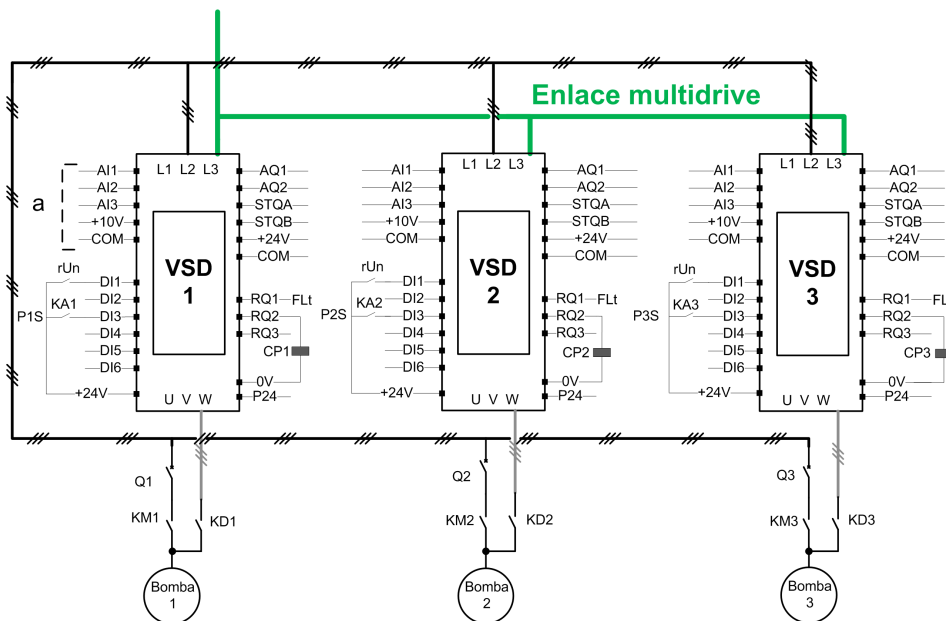 Enlace multidrive
a
AI1
AI2
AI3
+10V
COM
rUn
DI1
DI2
KA1
P1S
DI3
DI4
DI5
DI6
+24V
L1 L2 L3
VSD
1
U V W
AQ1
AQ2
STQA
STQB
+24V
COM
RQ1 FLt
RQ2
RQ3
CP1
0V
P24
AI1
AI2
AI3
+10V
COM
rUn
DI1
DI2
KA2
P2S
DI3
DI4
DI5
DI6
+24V
L1 L2 L3
VSD
2
U V W
AQ1
AQ2
STQA
STQB
+24V
COM
RQ1 FLt
RQ2
RQ3
CP2
0V
P24
AI1
AI2
AI3
+10V
COM
rUn
DI1
DI2
KA3
P3S
DI3
DI4
DI5
DI6
+24V
L1 L2 L3
VSD
3
U V W
AQ1
AQ2
STQA
STQB
+24V
COM
RQ1 FL
RQ2
RQ3
CP3
0V
P24
Q1
KM1
KD1
Bomba
1
Q2
KM2
KD2
Bomba
2
Q3
KM3
KD3
Bomba
3